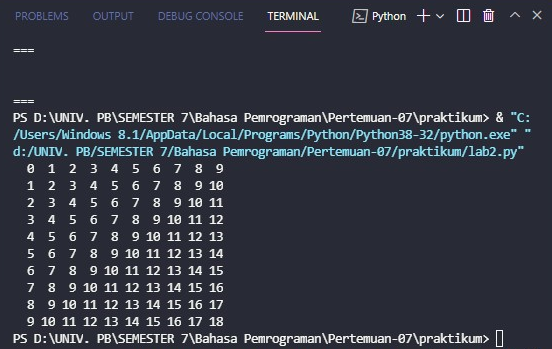 PROBLEMS OUTPUT DEBUG CONSOLE TERMINAL Python
===
===
PS D:\UNIV. PB\SEMESTER 7\Bahasa Pemrograman\Pertemuan-07\praktikum> & "C:
/Users/Windows 8.1/AppData/Local/Programs/Python/Python38-32/python.exe" "
d:/UNIV. PB/SEMESTER 7/Bahasa Pemrograman/Pertemuan-07/praktikum/lab2.py"
0 1 2 3 4 5 6 7 8 9
1 2 3 4 5 6 7 8 9 10
2 3 4 5 6 7 8 9 10 11
3 4 5 6 7 8 9 10 11 12
4 5 6 7 8 9 10 11 12 13
5 6 7 8 9 10 11 12 13 14
6 7 8 9 10 11 12 13 14 15
7 8 9 10 11 12 13 14 15 16
8 9 10 11 12 13 14 15 16 17
9 10 11 12 13 14 15 16 17 18
PS D:\UNIV. PB\SEMESTER 7\Bahasa Pemrograman\Pertemuan-07\praktikum>